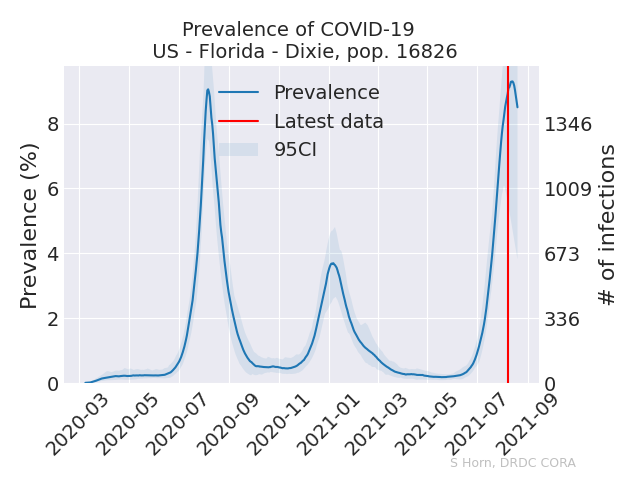 Prevalence of COVID-19
US - Florida - Dixie, pop. 16826
Prevalence
Latest data
95CI
Prevalence (%)
8
6
4
2
0
1346
1009
673
336
0
# of infections
2020-03
2020-05
2020-07
2020-09
2020-11
2021-01
2021-03
2021-05
2021-07
2021-09
S Horn, DRDC CORA